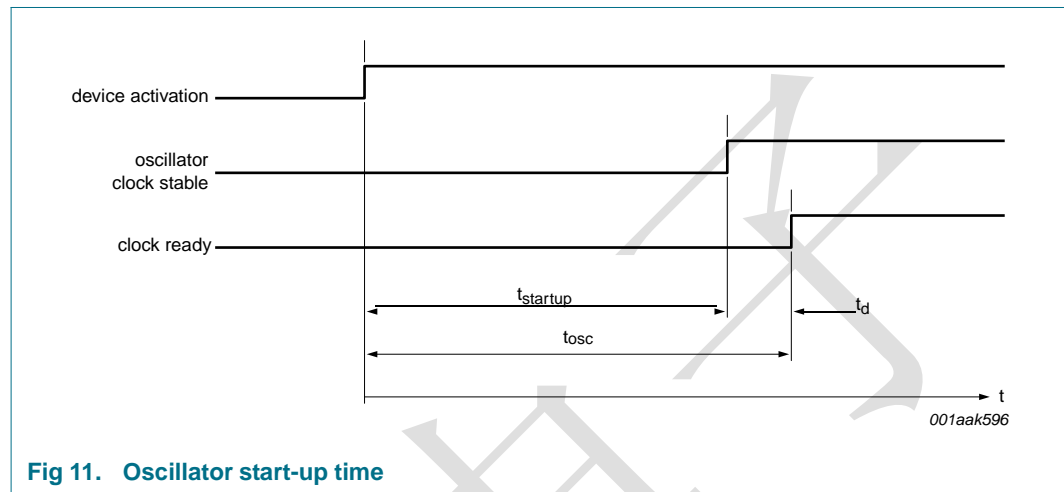 device activation
oscillator
clock stable
clock ready
tstartup
td
tosc
t
001aak596
Fig 11. Oscillator start-up time